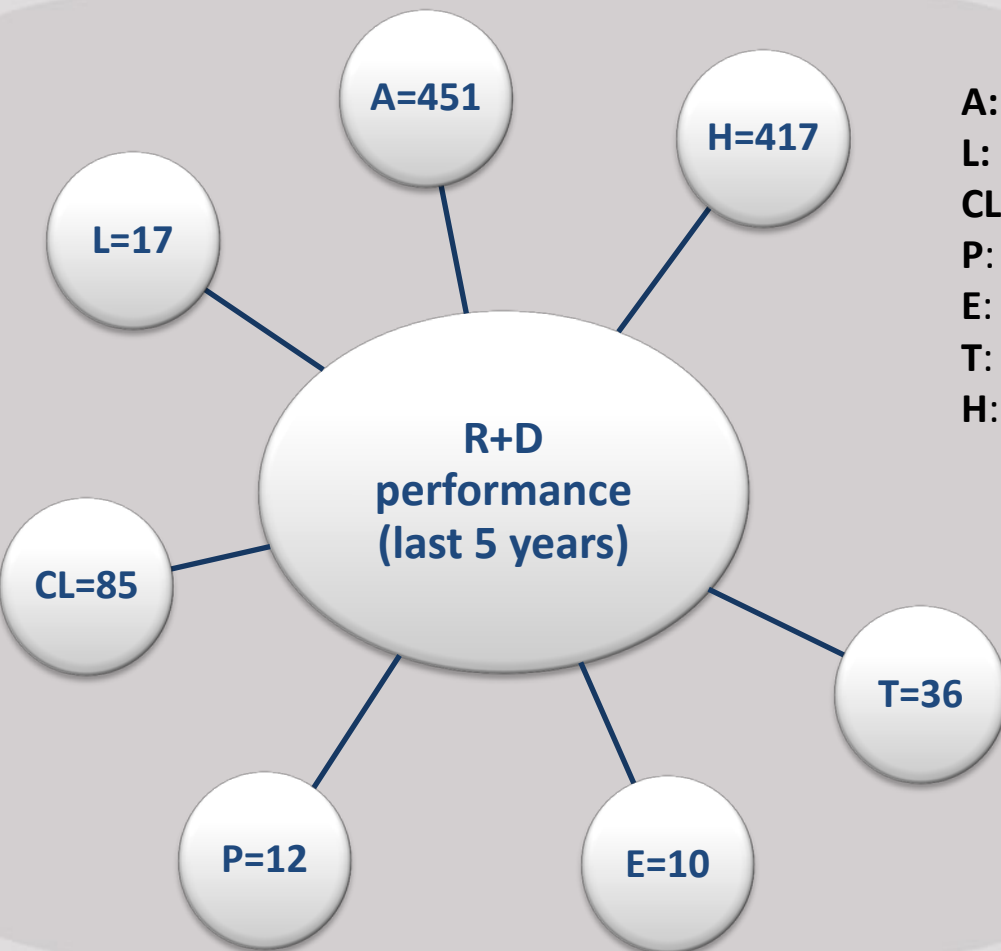 A=451
H=417
L=17
R+D
performance
(last 5 years)
CL=85
T=36
P=12
E=10
A:
L:
CL
P:
E:
T:
H: